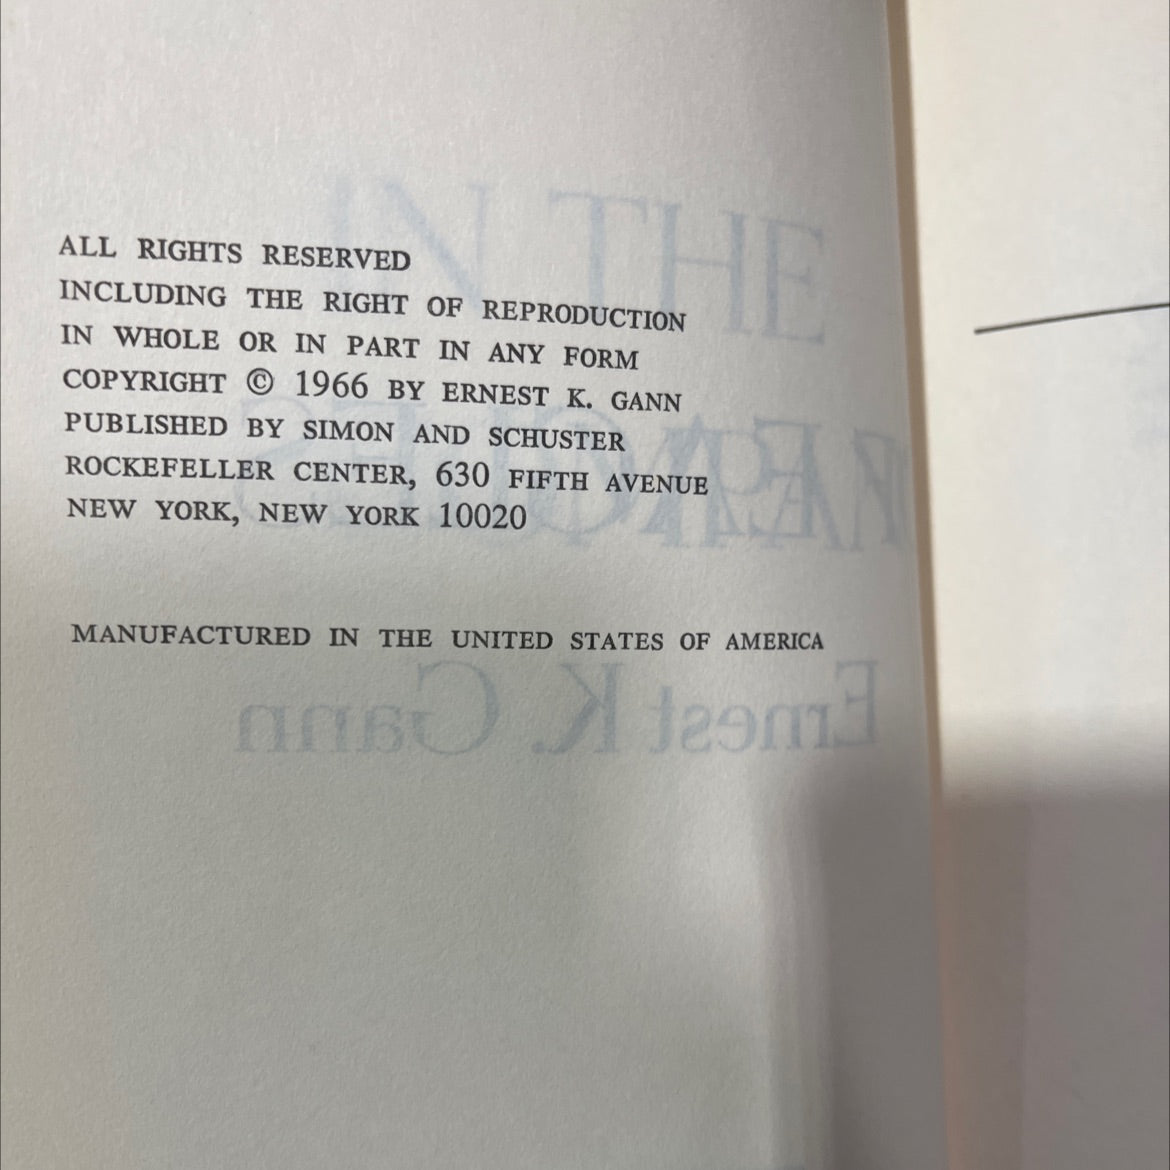 ALL RIGHTS RESERVED
INCLUDING THE RIGHT OF REPRODUCTION
IN WHOLE OR IN PART IN ANY FORM
COPYRIGHT © 1966 BY ERNEST K. GANN
PUBLISHED BY SIMON AND SCHUSTER
ROCKEFELLER CENTER, 630 FIFTH AVENUE
NEW YORK, NEW YORK 10020
MANUFACTURED IN THE UNITED STATES OF AMERICA
Ernest K. Gann